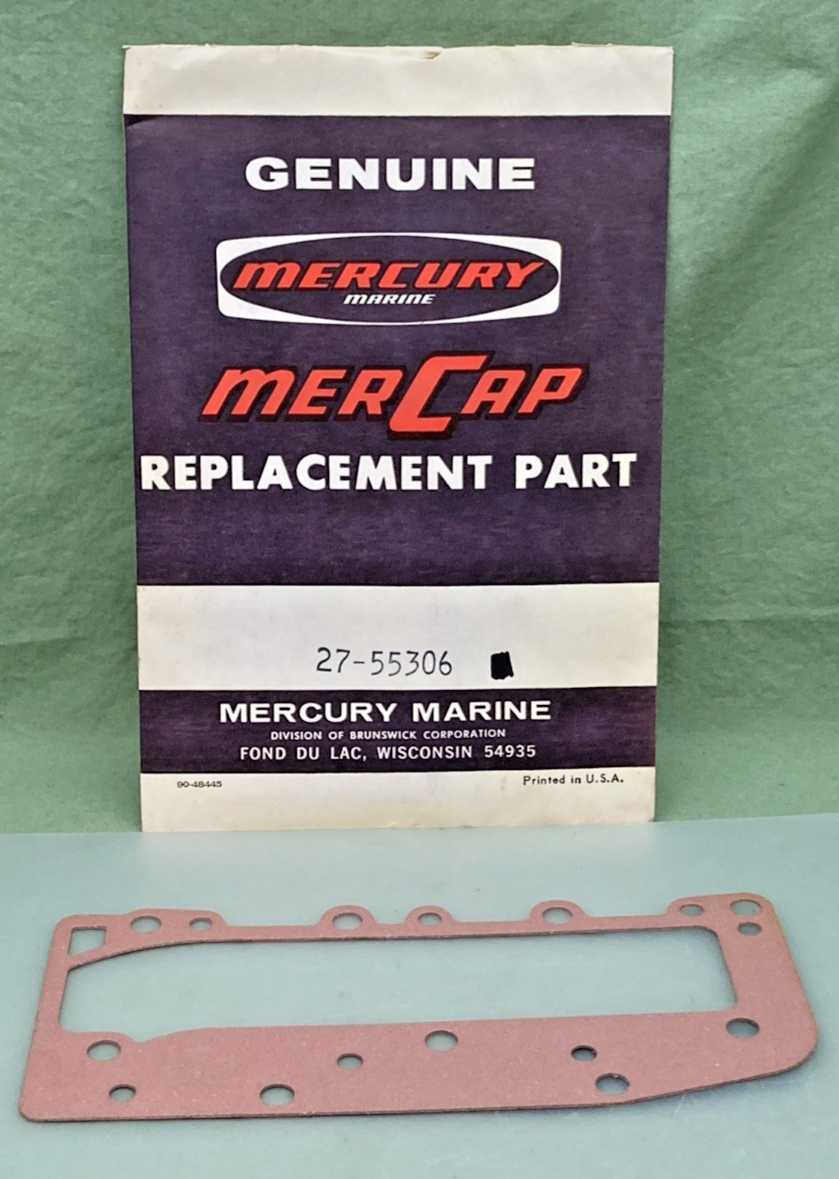 GENUINE
MERCURY
MARINE
MERCAP
REPLACEMENT PART
27-55306
MERCURY MARINE
DIVISION OF BRUNSWICK CORPORATION
FOND DU LAC, WISCONSIN 54935
90-48445 Printed in U.S.A.